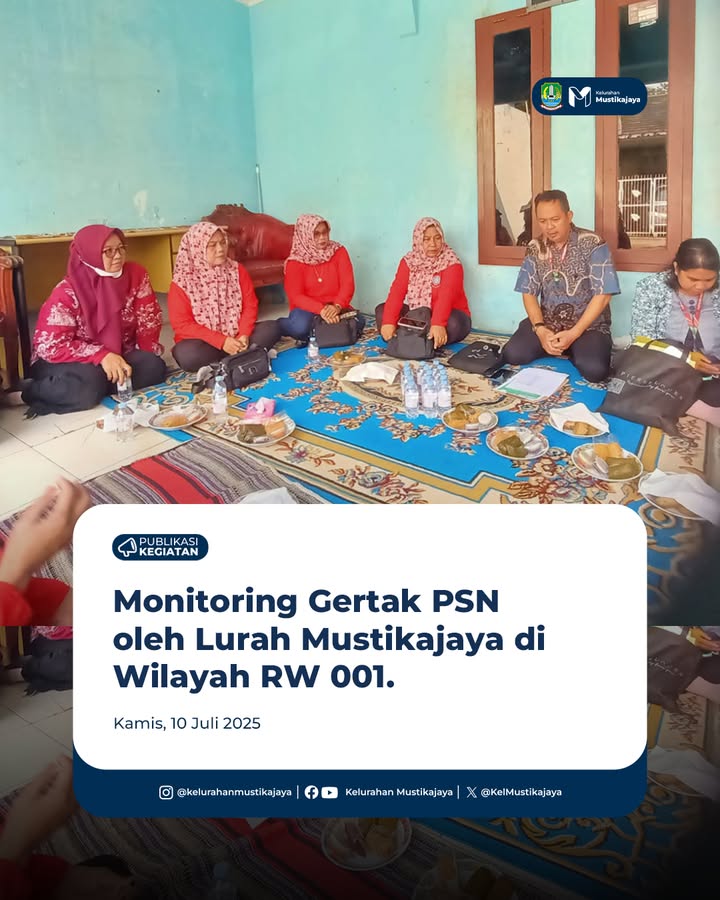 Kelurahan
Mustikajaya
PUBLIKASI
KEGIATAN
Monitoring Gertak PSN
oleh Lurah Mustikajaya di
Wilayah RW 001.
Kamis, 10 Juli 2025
@kelurahanmustikajaya | Kelurahan Mustikajaya | @KelMustikajaya